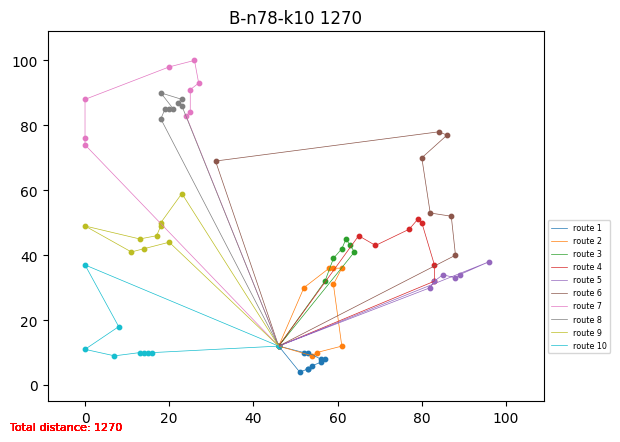 B-n78-k10 1270
100
80
60
40
20
0
0
20
40
60
80
100
route 1
route 2
route 3
route 4
route 5
route 6
route 7
route 8
route 9
route 10
Total distance: 1270